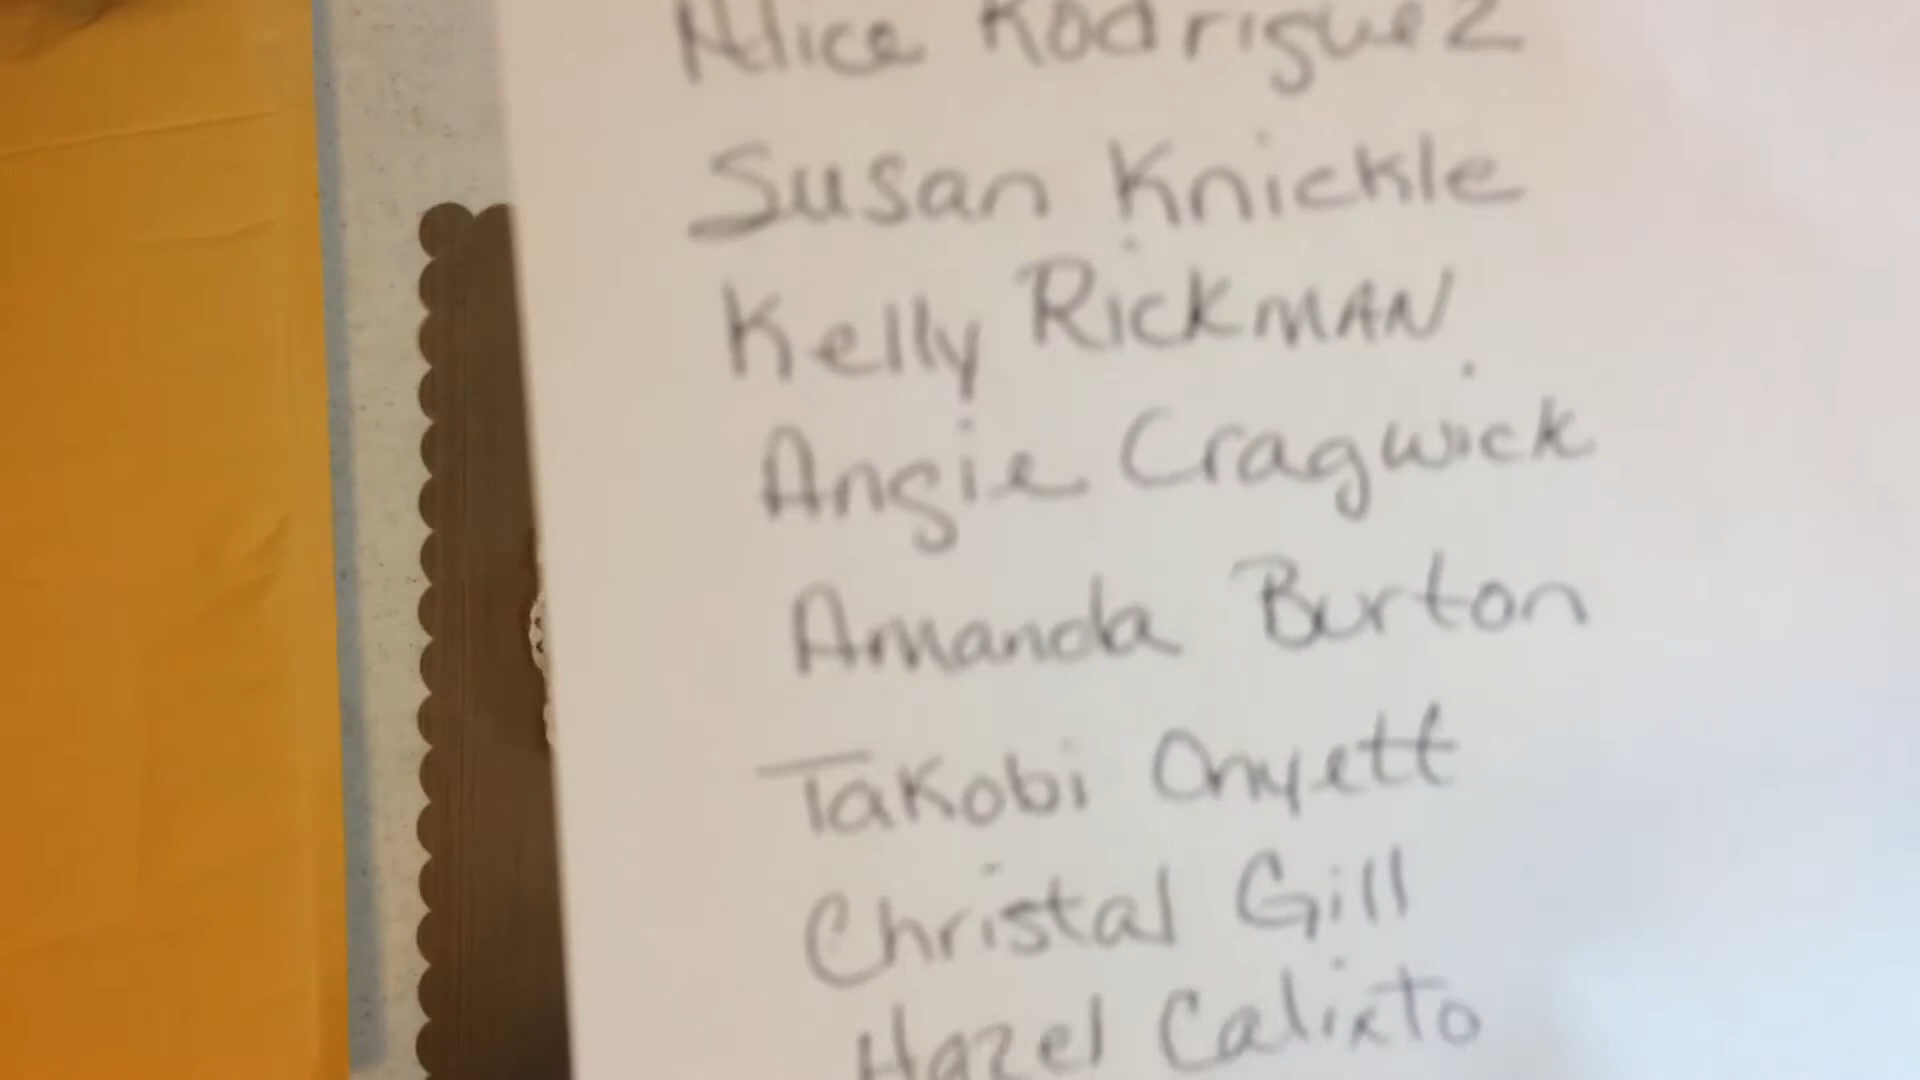 Alice Rodriguez
Susan Knickle
Kelly RickMAN
Angie Cragwick
Amanda Burton
Takobi Onyett
Christal Gill
Hazel Calixto